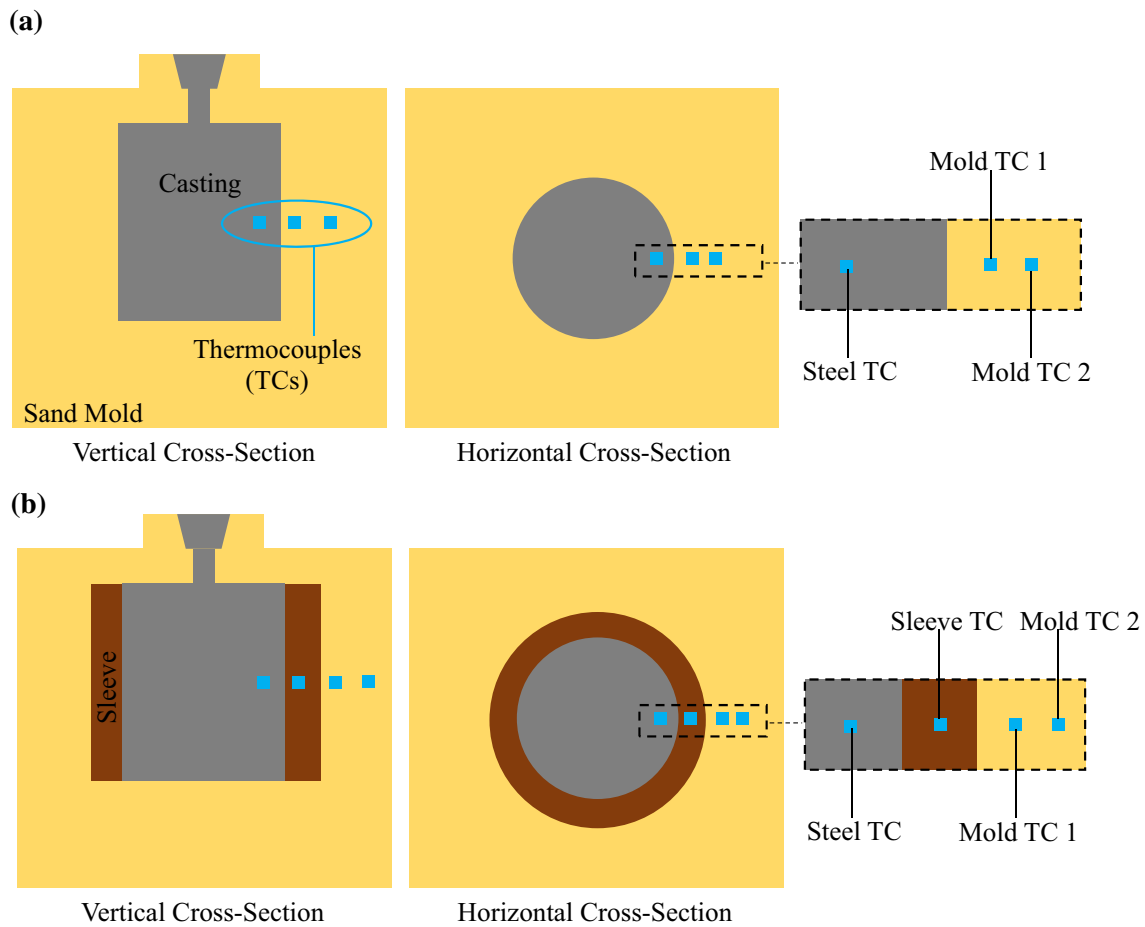 (a)
Casting
Thermocouples
(TCs)
Sand Mold
Vertical Cross-Section
Horizontal Cross-Section
Mold TC 1
Steel TC
Mold TC 2
(b)
Sleeve
Vertical Cross-Section
Horizontal Cross-Section
Sleeve TC
Mold TC 2
Steel TC
Mold TC 1